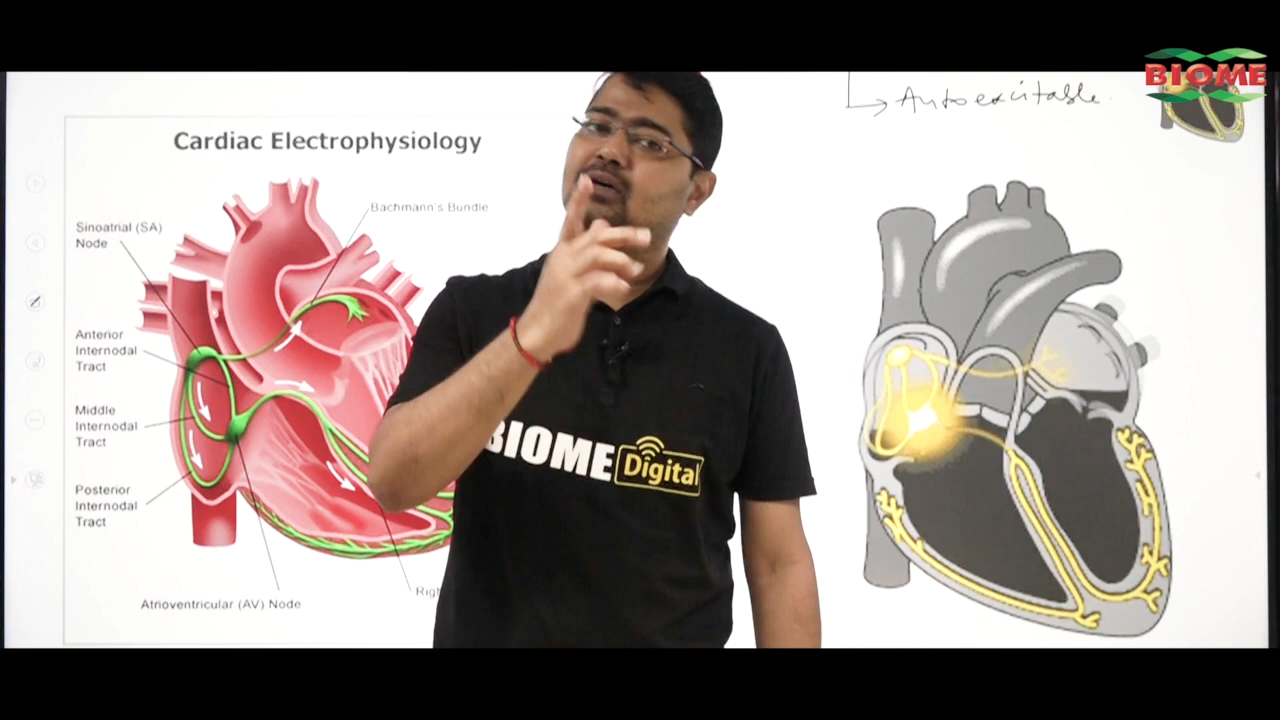 BIOME
Autoexcitable
Cardiac Electrophysiology
Bachmann's Bundle
Sinoatrial (SA)
Node
Anterior
Internodal
Tract
Middle
Internodal
Tract
Posterior
Internodal
Tract
Atrioventricular (AV) Node
Rig
BIOME Digital